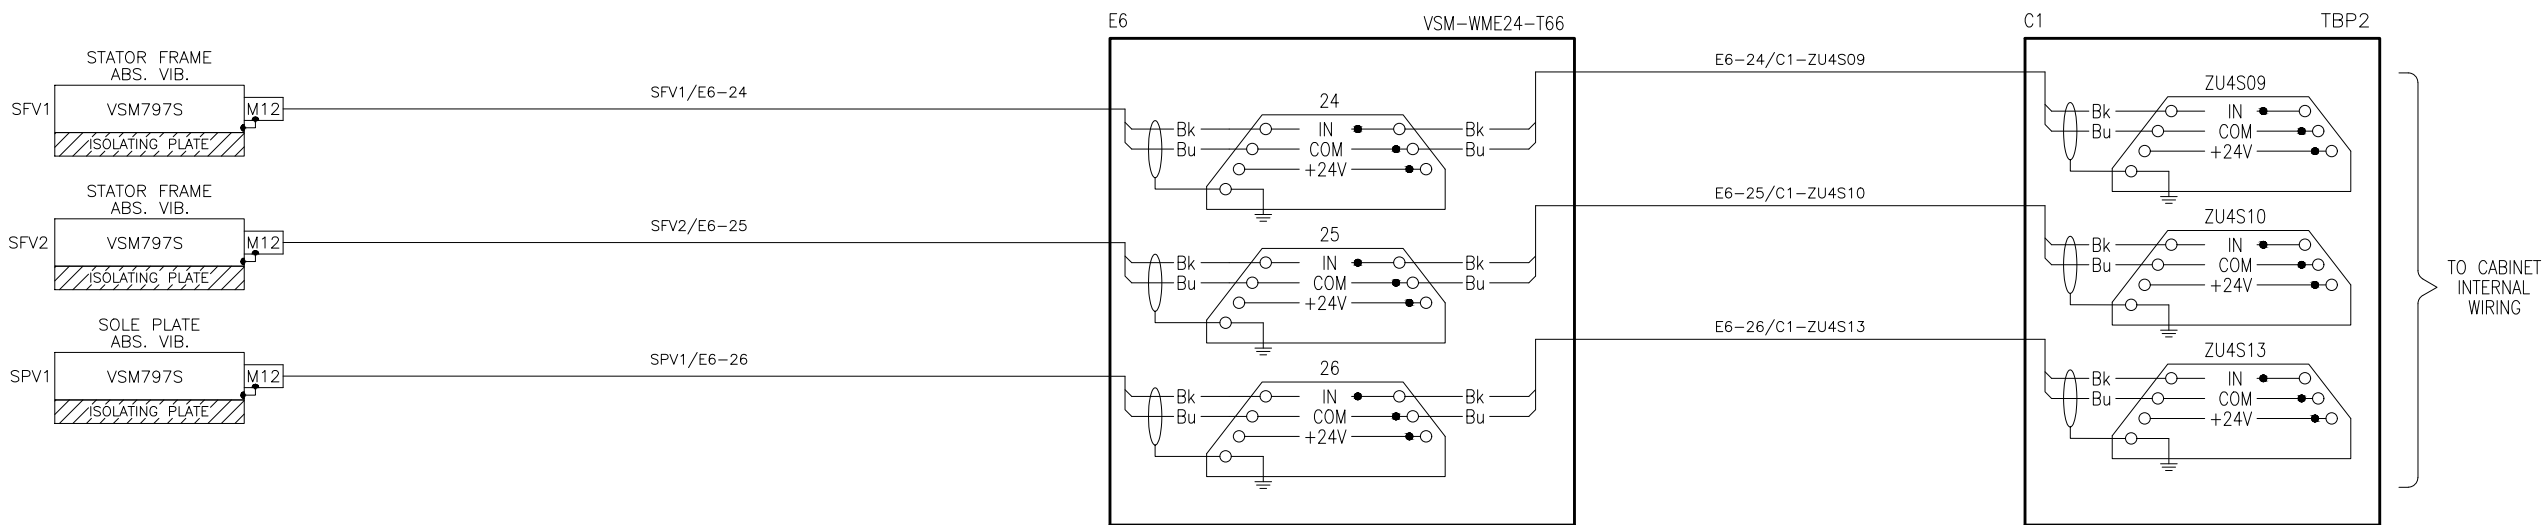 E6
VSM-WME24-T66
C1
TBP2
STATOR FRAME
ABS. VIB.
SFV1
VSM797S
M12
ISOLATING PLATE
SFV1/E6-24
24
Bk
IN
Bk
Bu
COM
Bu
+24V
E6-24/C1-ZU4S09
ZU4S09
Bk
IN
Bu
COM
+24V
STATOR FRAME
ABS. VIB.
SFV2
VSM797S
M12
ISOLATING PLATE
SFV2/E6-25
25
Bk
IN
Bk
Bu
COM
Bu
+24V
E6-25/C1-ZU4S10
ZU4S10
Bk
IN
Bu
COM
+24V
SOLE PLATE
ABS. VIB.
SPV1
VSM797S
M12
ISOLATING PLATE
SPV1/E6-26
26
Bk
IN
Bk
Bu
COM
Bu
+24V
E6-26/C1-ZU4S13
ZU4S13
Bk
IN
Bu
COM
+24V
TO CABINET
INTERNAL
WIRING